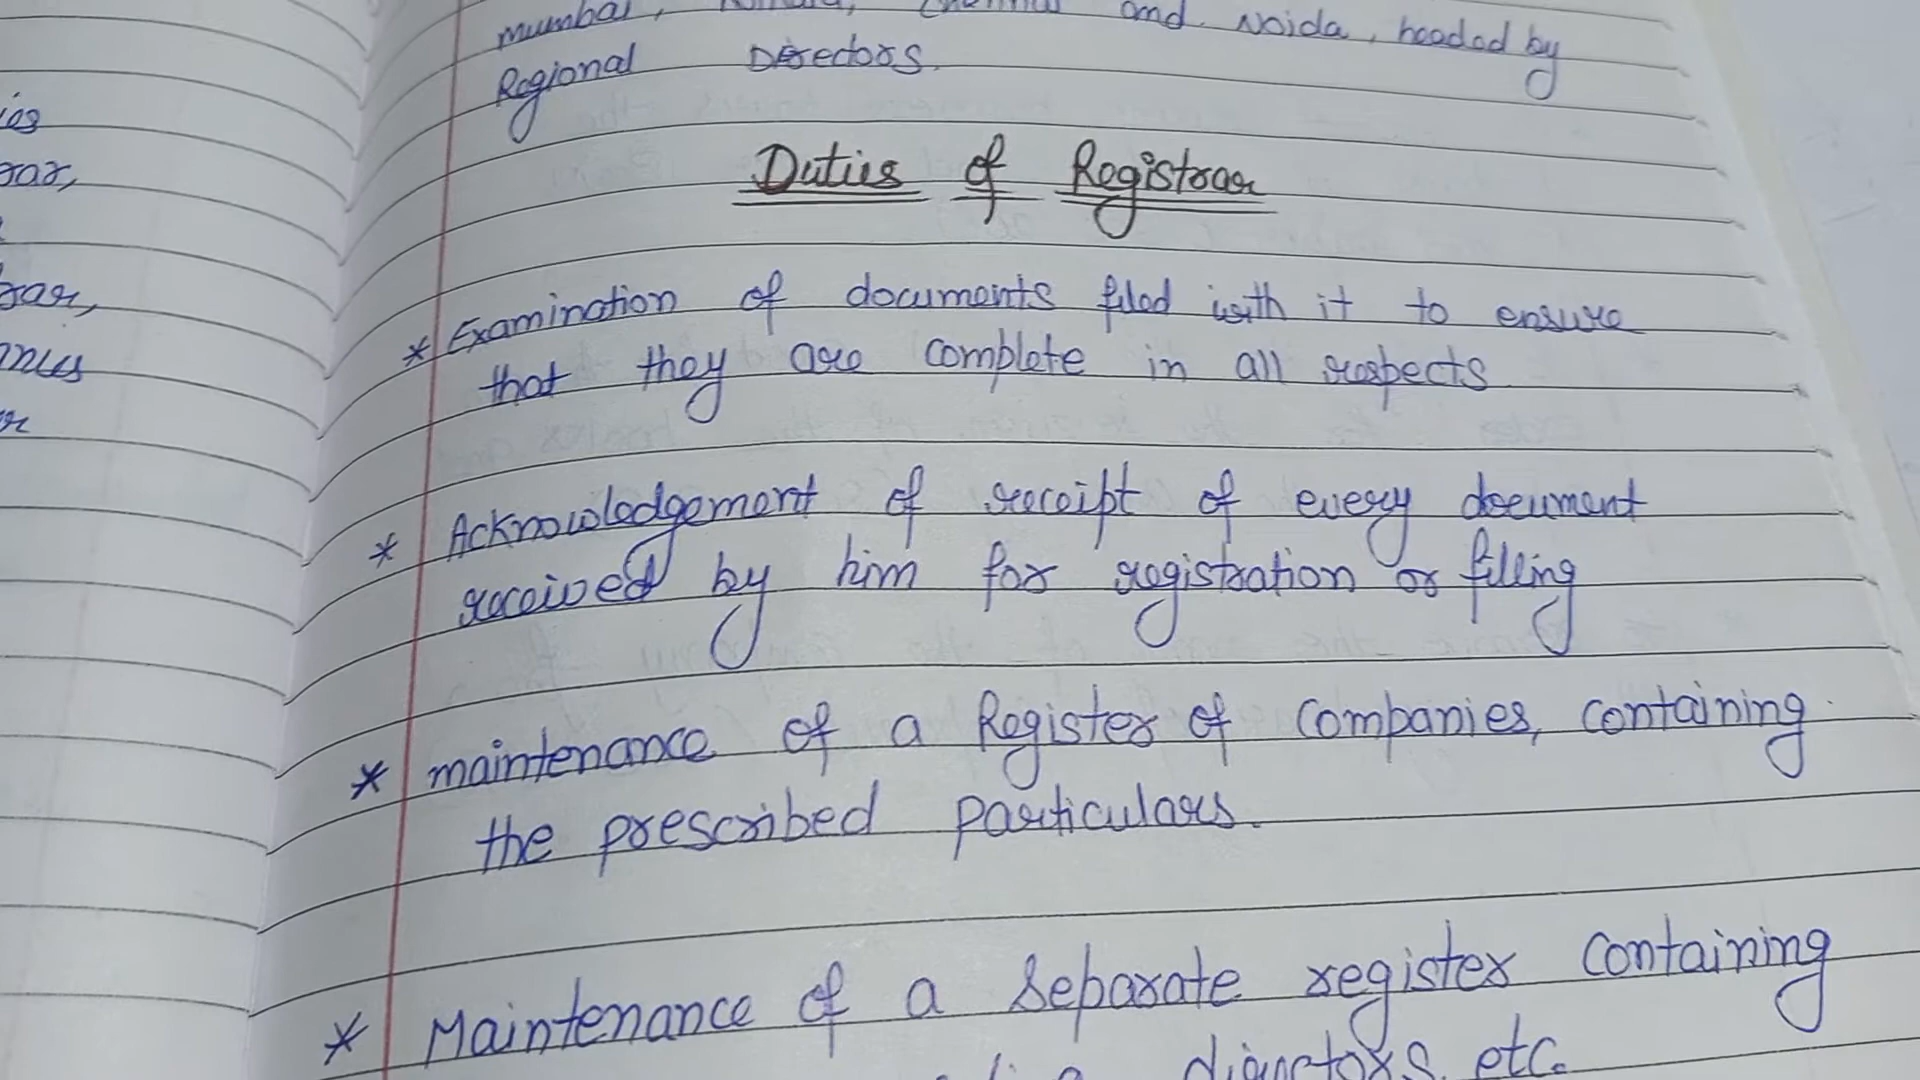 mumbai, and Noida, headed by
Regional Directors.
Duties of Registrar
* Examination of documents filed with it to ensure
that they are complete in all respects
* Acknowledgement of receipt of every document
received by him for registration or filling
* maintenance of a Register of Companies, containing
the prescribed particulars.
* Maintenance of a separate register containing
directors, etc.